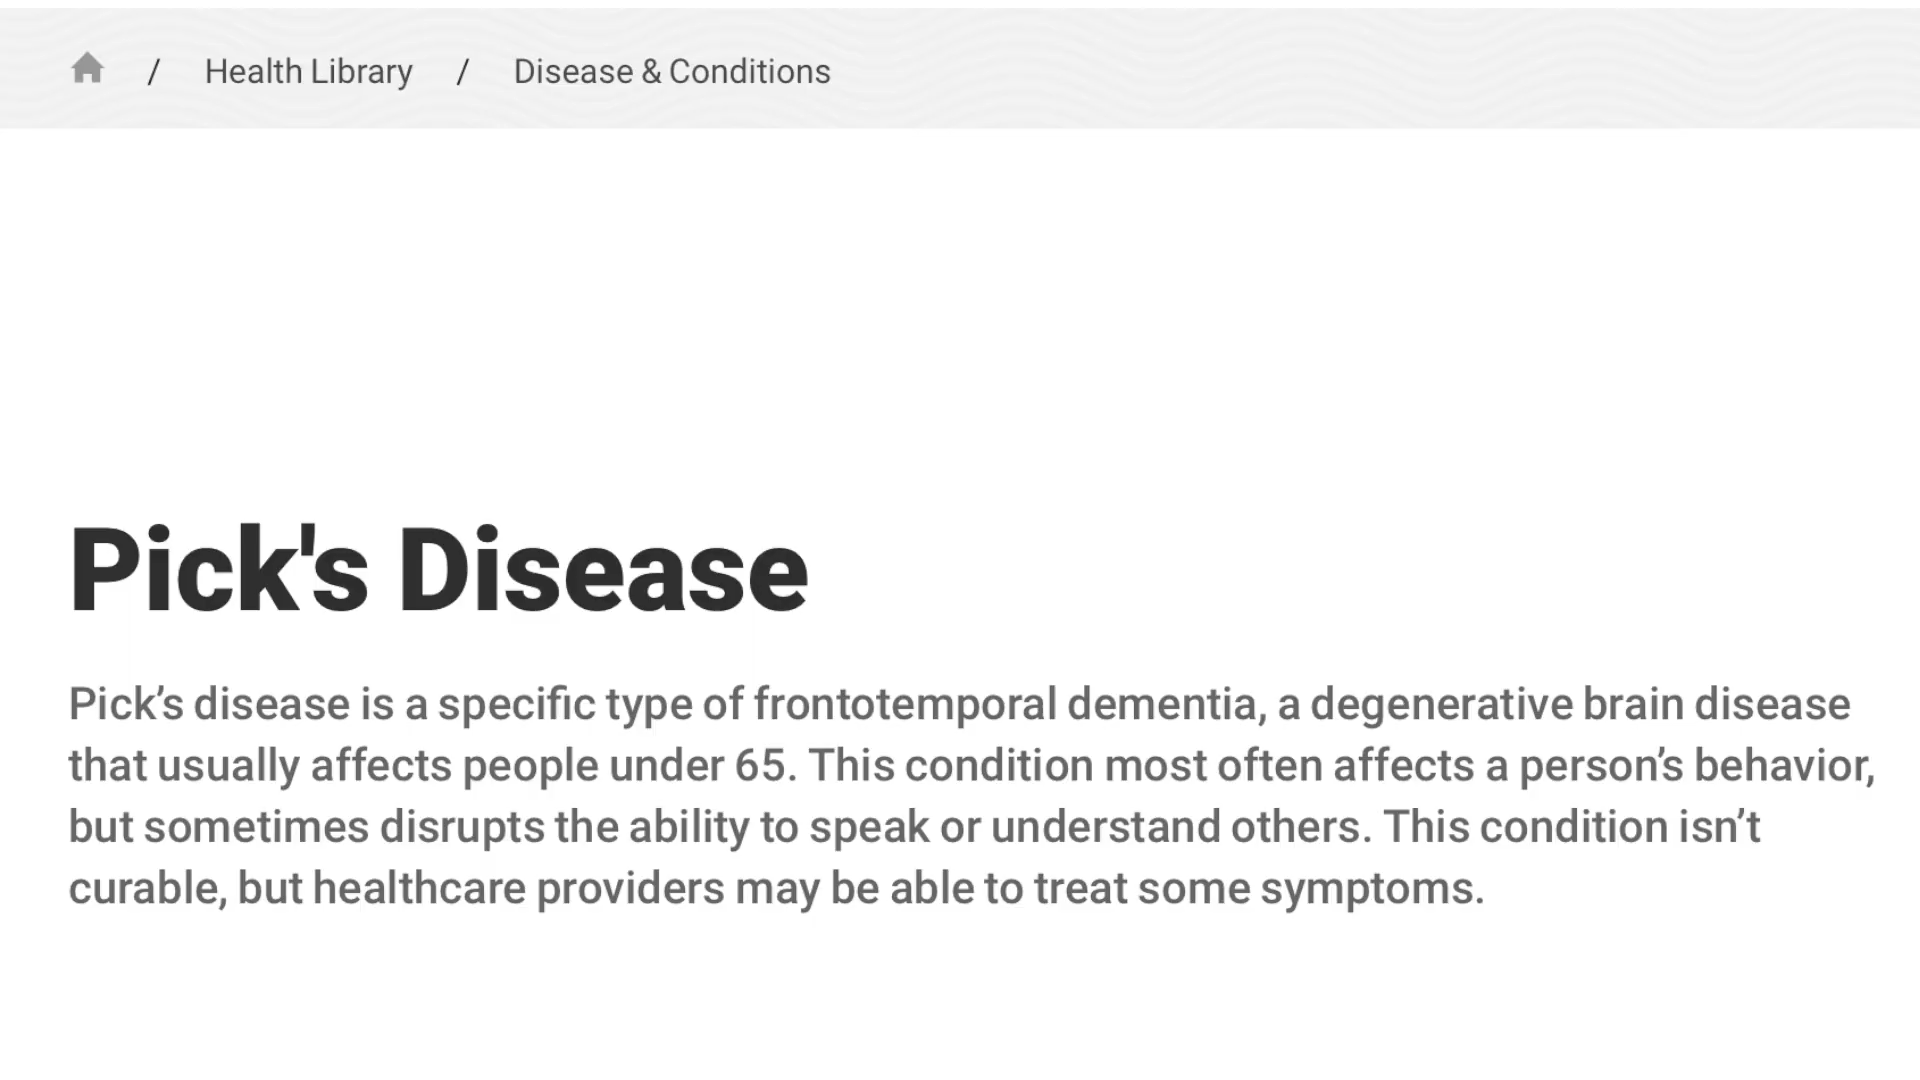 / Health Library / Disease & Conditions
Pick's Disease
Pick’s disease is a specific type of frontotemporal dementia, a degenerative brain disease
that usually affects people under 65. This condition most often affects a person’s behavior,
but sometimes disrupts the ability to speak or understand others. This condition isn’t
curable, but healthcare providers may be able to treat some symptoms.